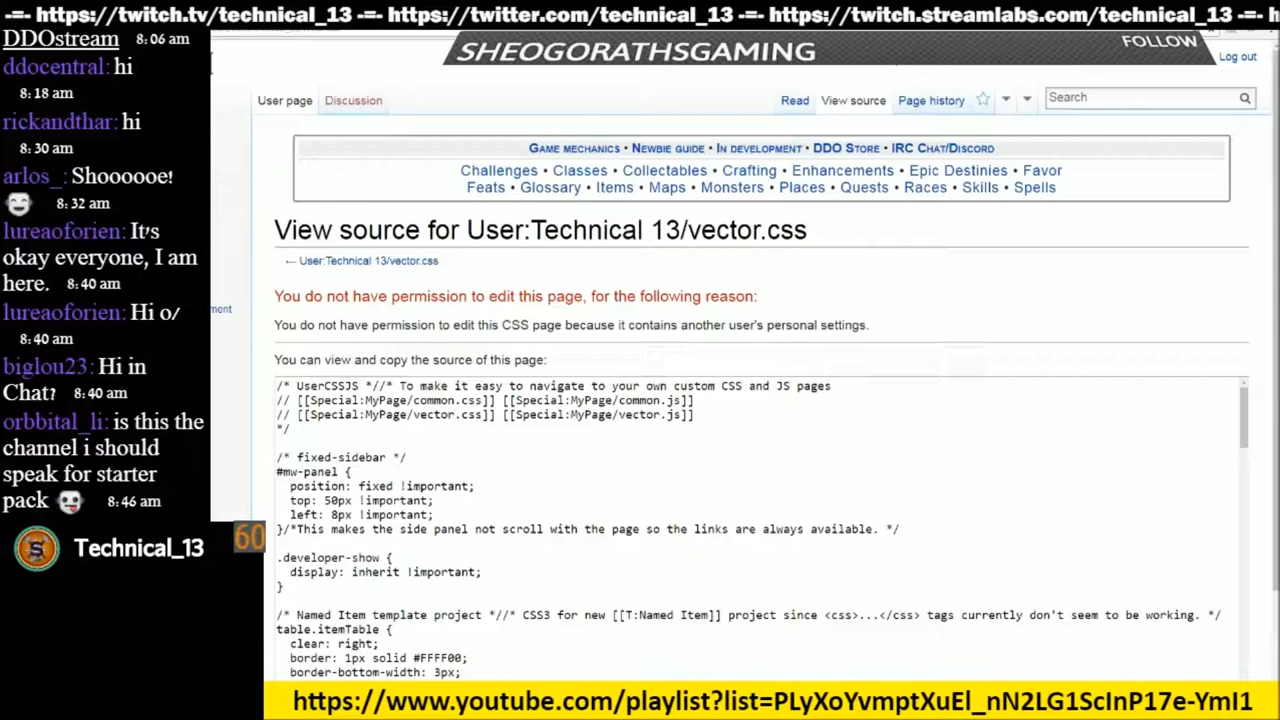 -=- https://twitch.tv/technical_13 -=- https://twitter.com/technical_13 -=- https://twitch.streamlabs.com/technical_13 -=- h
DDOstream 8:06 am
ddocentral: hi
8:18 am
rickandthar: hi
8:30 am
arlos_: Shoooooe!
8:32 am
lureaoforien: It's
okay everyone, I am
here. 8:40 am
lureaoforien: Hi o/
8:40 am
biglou23: Hi in
Chat? 8:40 am
orbbital_li: is this the
channel i should
speak for starter
pack 8:46 am
Technical_13
60
SHEOGORATHSGAMING
FOLLOW
Log out
User page Discussion Read View source Page history Search
Game mechanics • Newbie guide • In development • DDO Store • IRC Chat/Discord
Challenges • Classes • Collectables • Crafting • Enhancements • Epic Destinies • Favor
Feats • Glossary • Items • Maps • Monsters • Places • Quests • Races • Skills • Spells
View source for User:Technical 13/vector.css
← User:Technical 13/vector.css
You do not have permission to edit this page, for the following reason:
ment
You do not have permission to edit this CSS page because it contains another user's personal settings.
You can view and copy the source of this page:
/* UserCSSJS *//* To make it easy to navigate to your own custom CSS and JS pages
// [[Special:MyPage/common.css]] [[Special:MyPage/common.js]]
// [[Special:MyPage/vector.css]] [[Special:MyPage/vector.js]]
*/
/* fixed-sidebar */
#mw-panel {
position: fixed !important;
top: 50px !important;
left: 8px !important;
}/*This makes the side panel not scroll with the page so the links are always available. */
.developer-show {
display: inherit !important;
}
/* Named Item template project *//* CSS3 for new [[T:Named Item]] project since <css>...</css> tags currently don't seem to be working. */
table.itemTable {
clear: right;
border: 1px solid #FFFF00;
border-bottom-width: 3px;
https://www.youtube.com/playlist?list=PLyXoYvmptXuEl_nN2LG1ScInP17e-YmI1